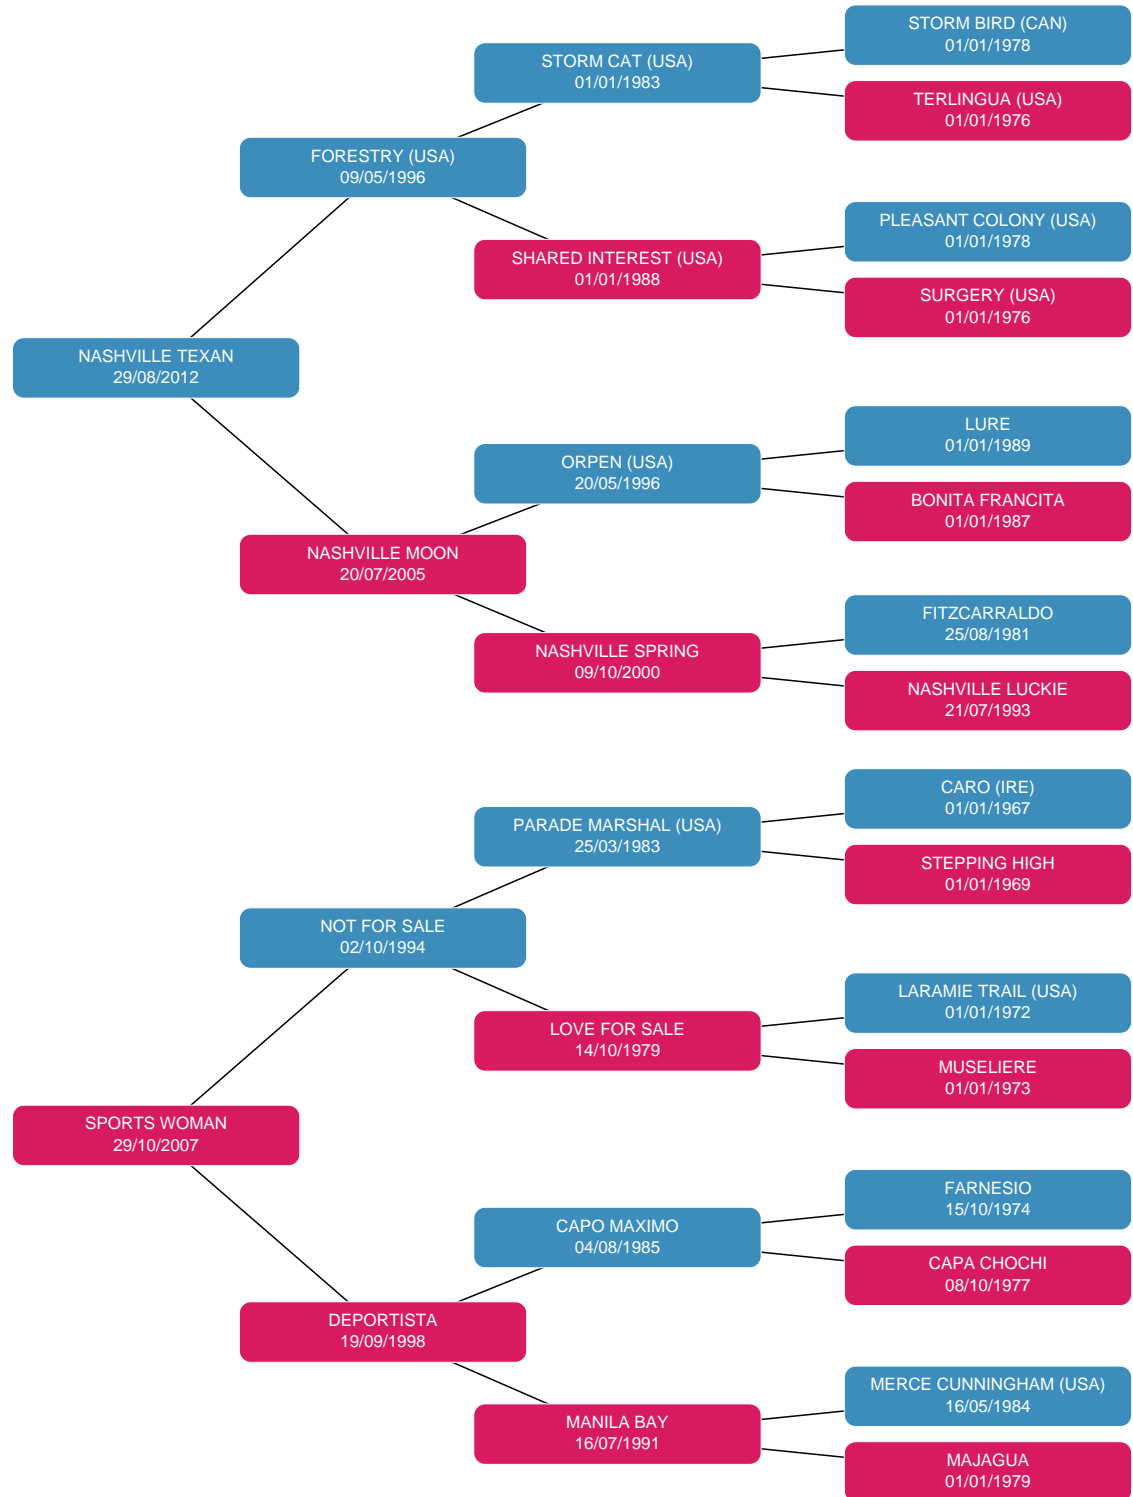 STORM BIRD (CAN)
01/01/1978
STORM CAT (USA)
01/01/1983
TERLINGUA (USA)
01/01/1976
FORESTRY (USA)
09/05/1996
PLEASANT COLONY (USA)
01/01/1978
SHARED INTEREST (USA)
01/01/1988
SURGERY (USA)
01/01/1976
NASHVILLE TEXAN
29/08/2012
LURE
01/01/1989
ORPEN (USA)
20/05/1996
BONITA FRANCITA
01/01/1987
NASHVILLE MOON
20/07/2005
FITZCARRALDO
25/08/1981
NASHVILLE SPRING
09/10/2000
NASHVILLE LUCKIE
21/07/1993
CARO (IRE)
01/01/1967
PARADE MARSHAL (USA)
25/03/1983
STEPPING HIGH
01/01/1969
NOT FOR SALE
02/10/1994
LARAMIE TRAIL (USA)
01/01/1972
LOVE FOR SALE
14/10/1979
MUSELIERE
01/01/1973
SPORTS WOMAN
29/10/2007
FARNESIO
15/10/1974
CAPO MAXIMO
04/08/1985
CAPA CHOCHI
08/10/1977
DEPORTISTA
19/09/1998
MERCE CUNNINGHAM (USA)
16/05/1984
MANILA BAY
16/07/1991
MAJAGUA
01/01/1979